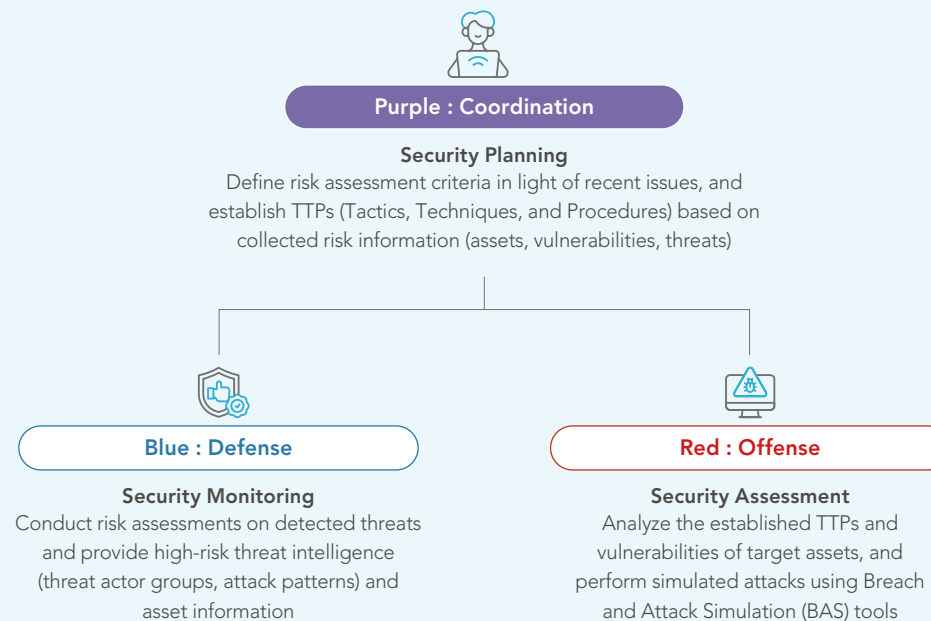 Purple : Coordination
Security Planning
Define risk assessment criteria in light of recent issues, and
establish TTPs (Tactics, Techniques, and Procedures) based on
collected risk information (assets, vulnerabilities, threats)
Blue : Defense
Security Monitoring
Conduct risk assessments on detected threats
and provide high-risk threat intelligence
(threat actor groups, attack patterns) and
asset information
Red : Offense
Security Assessment
Analyze the established TTPs and
vulnerabilities of target assets, and
perform simulated attacks using Breach
and Attack Simulation (BAS) tools